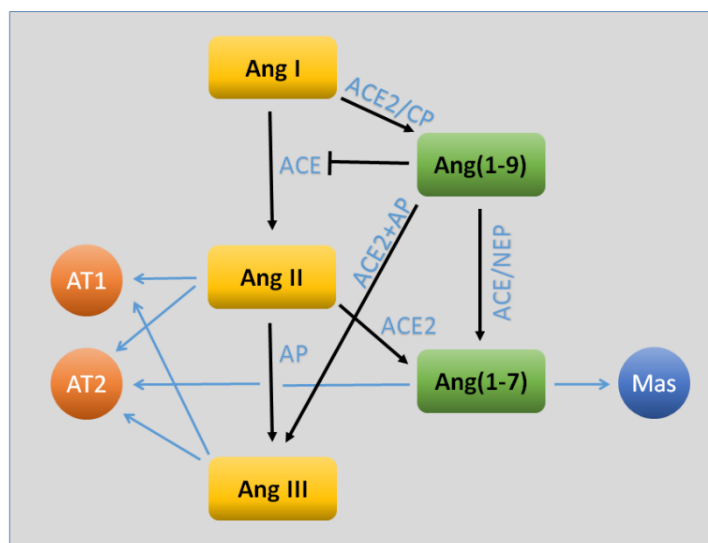 Ang I
ACE2/CP
ACE
Ang(1-9)
ACE2+AP
ACE/NEP
AT1
Ang II
ACE2
AP
AT2
Ang(1-7)
Mas
Ang III